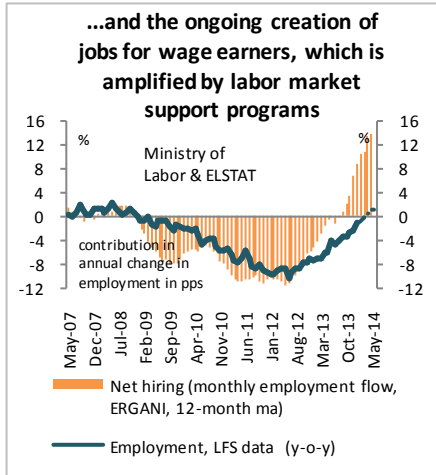 ...and the ongoing creation of
jobs for wage earners, which is
amplified by labor market
support programs
16 16
% %
12 12
Ministry of
Labor & ELSTAT
8 8
4 4
0 0
-4 -4
contribution in
annual change in
employment in pps
-8 -8
-12 -12
May-07 Dec-07 Jul-08 Feb-09 Sep-09 Apr-10 Nov-10 Jun-11 Jan-12 Aug-12 Mar-13 Oct-13 May-14
Net hiring (monthly employment flow,
ERGANI, 12-month ma)
Employment, LFS data (y-o-y)